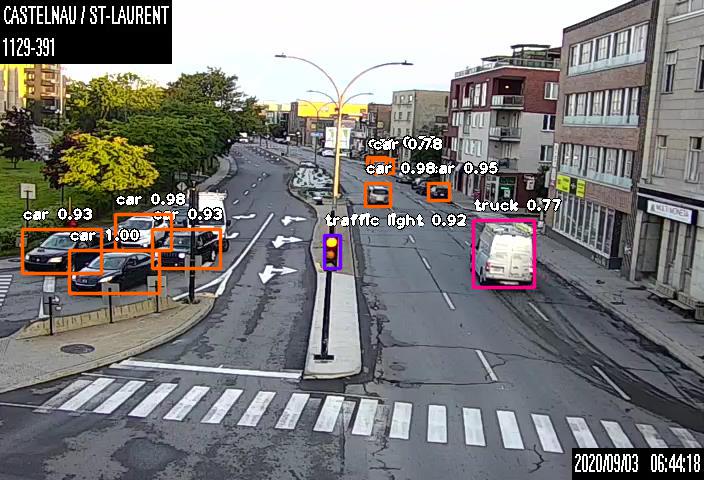 CASTELNAU / ST-LAURENT
1129-391
car 0.78
car 0.98
car 0.95
car 0.98
truck 0.77
car 0.93
car 0.93
traffic light 0.92
car 1.00
2020/09/03 06:44:18